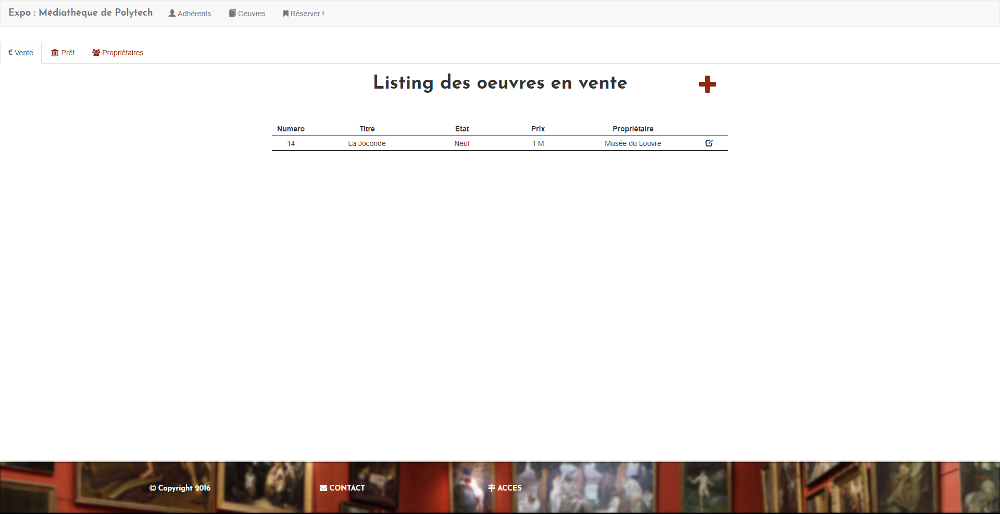 Expo : Médiathèque de Polytech Adhérents Oeuvres Réserver !
€ Vente Prêt Propriétaires
Listing des oeuvres en vente
Numero Titre Etat Prix Propriétaire
14 La Joconde Neuf 1 M Musée du Louvre
© Copyright 2016 CONTACT ACCES